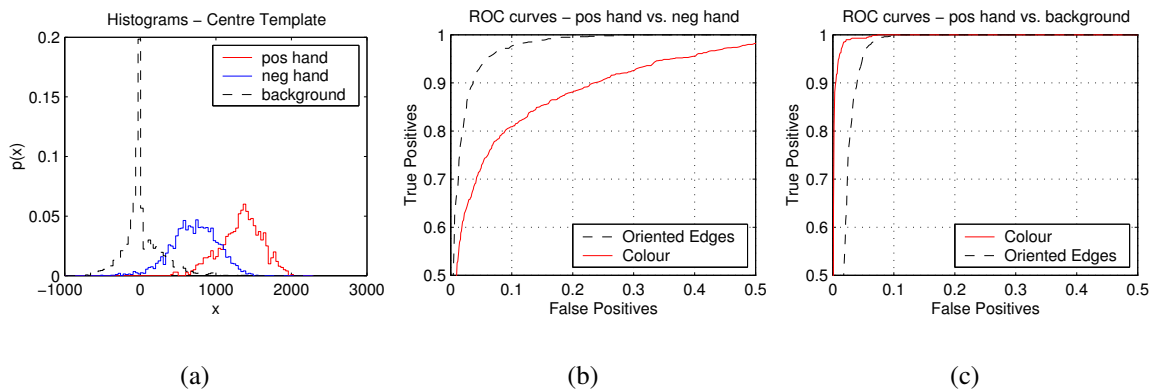 Histograms – Centre Template
0.2
0.15
0.1
0.05
0
−1000
0
1000
2000
3000
p(x)
x
pos hand
neg hand
background
(a)
ROC curves – pos hand vs. neg hand
1
0.9
0.8
0.7
0.6
0.5
0
0.1
0.2
0.3
0.4
0.5
True Positives
False Positives
Oriented Edges
Colour
(b)
ROC curves – pos hand vs. background
1
0.9
0.8
0.7
0.6
0.5
0
0.1
0.2
0.3
0.4
0.5
True Positives
False Positives
Colour
Oriented Edges
(c)